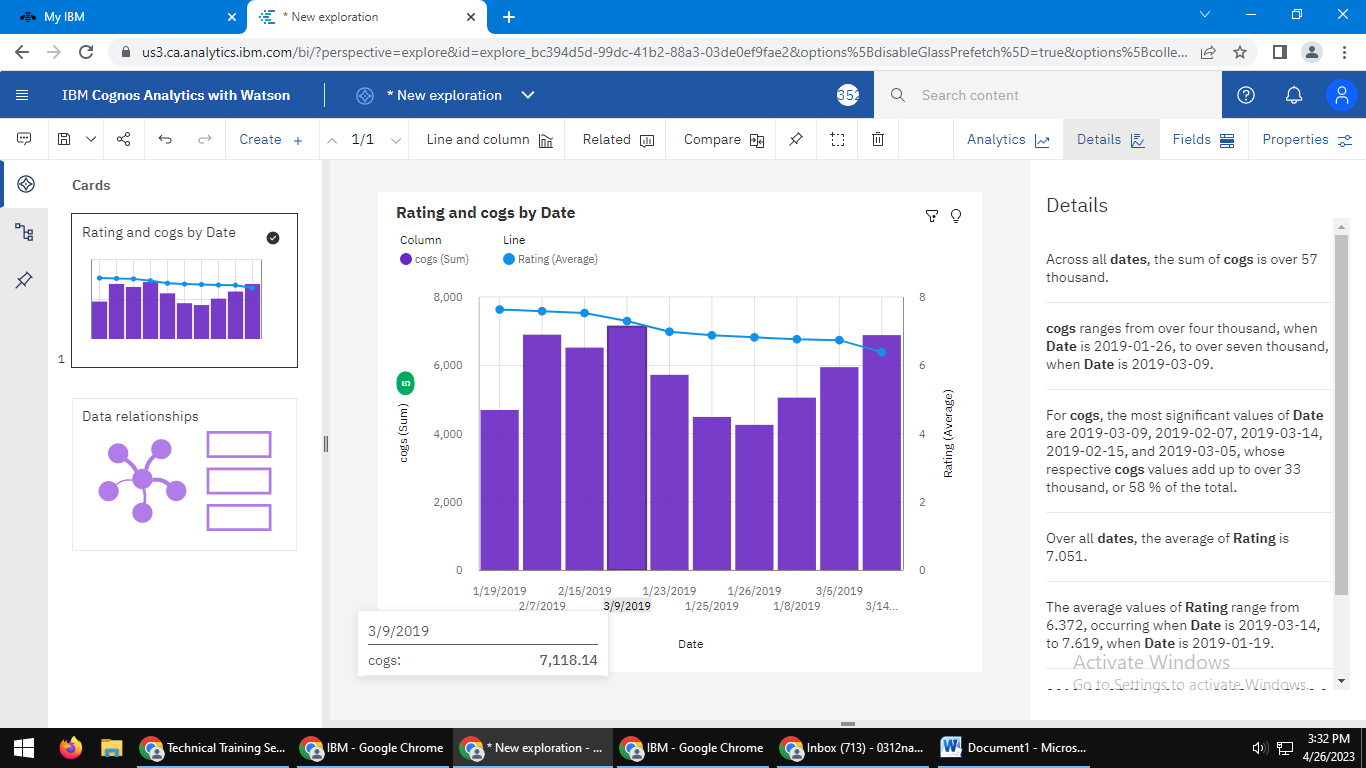 My IBM
* New exploration
us3.ca.analytics.ibm.com/bi/?perspective=explore&id=explore_bc394d5d-99dc-41b2-88a3-03de0ef9fae2&options%5BdisableGlassPrefetch%5D=true&options%5Bcolle...
IBM Cognos Analytics with Watson
* New exploration
352
Search content
Create
1/1
Line and column
Related
Compare
Analytics
Details
Fields
Properties
Cards
Rating and cogs by Date
1
Data relationships
Rating and cogs by Date
Column
Line
cogs (Sum)
Rating (Average)
8,000
6,000
4,000
2,000
0
cogs (Sum)
5
8
6
4
2
0
Rating (Average)
1/19/2019
2/7/2019
2/15/2019
3/9/2019
1/23/2019
1/25/2019
1/26/2019
1/8/2019
3/5/2019
3/14...
Date
3/9/2019
cogs: 7,118.14
Details
Across all dates, the sum of cogs is over 57
thousand.
cogs ranges from over four thousand, when
Date is 2019-01-26, to over seven thousand,
when Date is 2019-03-09.
For cogs, the most significant values of Date
are 2019-03-09, 2019-02-07, 2019-03-14,
2019-02-15, and 2019-03-05, whose
respective cogs values add up to over 33
thousand, or 58 % of the total.
Over all dates, the average of Rating is
7.051.
The average values of Rating range from
6.372, occurring when Date is 2019-03-14,
to 7.619, when Date is 2019-01-19.
Activate Windows
Go to Settings to activate Windows.
Technical Training Se...
IBM - Google Chrome
* New exploration - ...
IBM - Google Chrome
Inbox (713) - 0312na...
Document1 - Micros...
3:32 PM
4/26/2023